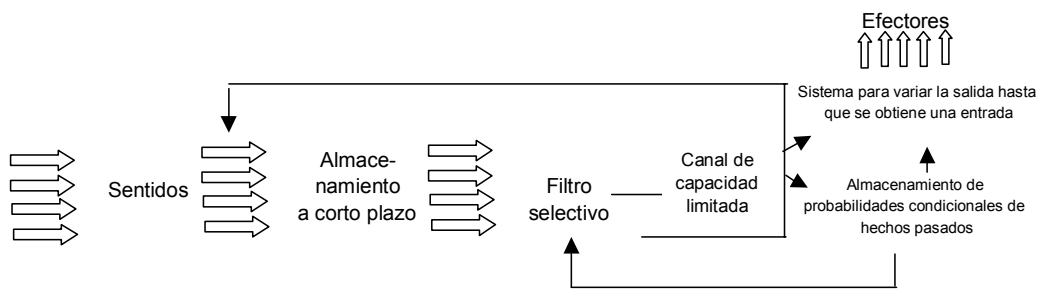 Efectores
Sistema para variar la salida hasta
que se obtiene una entrada
Sentidos
Almace-
namiento
a corto plazo
Filtro
selectivo
Canal de
capacidad
limitada
Almacenamiento de
probabilidades condicionales de
hechos pasados